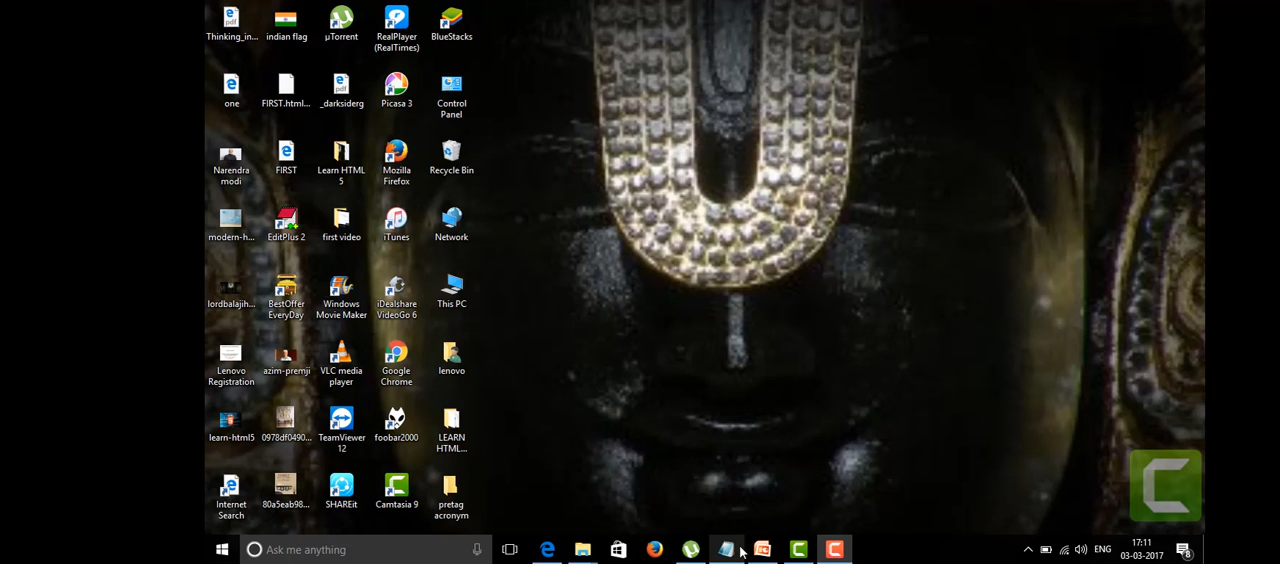 Thinking_in...
indian flag
µTorrent
RealPlayer
(RealTimes)
BlueStacks
one
FIRST.html...
_darksiderg
Picasa 3
Control
Panel
Narendra
modi
FIRST
Learn HTML
5
Mozilla
Firefox
Recycle Bin
modern-h...
EditPlus 2
first video
iTunes
Network
lordbalajih...
BestOffer
EveryDay
Windows
Movie Maker
iDealshare
VideoGo 6
This PC
Lenovo
Registration
azim-premji
VLC media
player
Google
Chrome
lenovo
learn-html5
0978df0490...
TeamViewer
12
foobar2000
LEARN
HTML...
Internet
Search
80a5eab98...
SHAREit
Camtasia 9
pretag
acronym
Ask me anything
ENG
17:11
03-03-2017
8